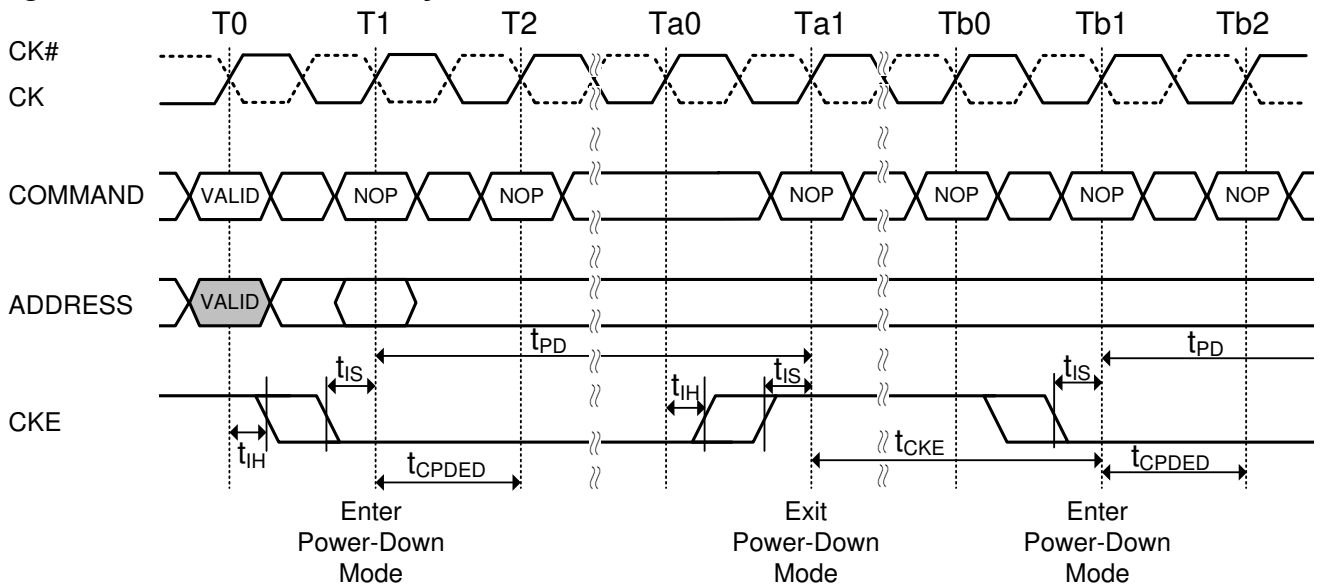 T0 T1 T2 Ta0 Ta1 Tb0 Tb1 Tb2
CK#
CK
COMMAND VALID NOP NOP NOP NOP NOP NOP
ADDRESS VALID
tPD tPD
tIS tIH tIS tIS
CKE
tIH tCPDED tCKE tCPDED
Enter Exit Enter
Power-Down Power-Down Power-Down
Mode Mode Mode